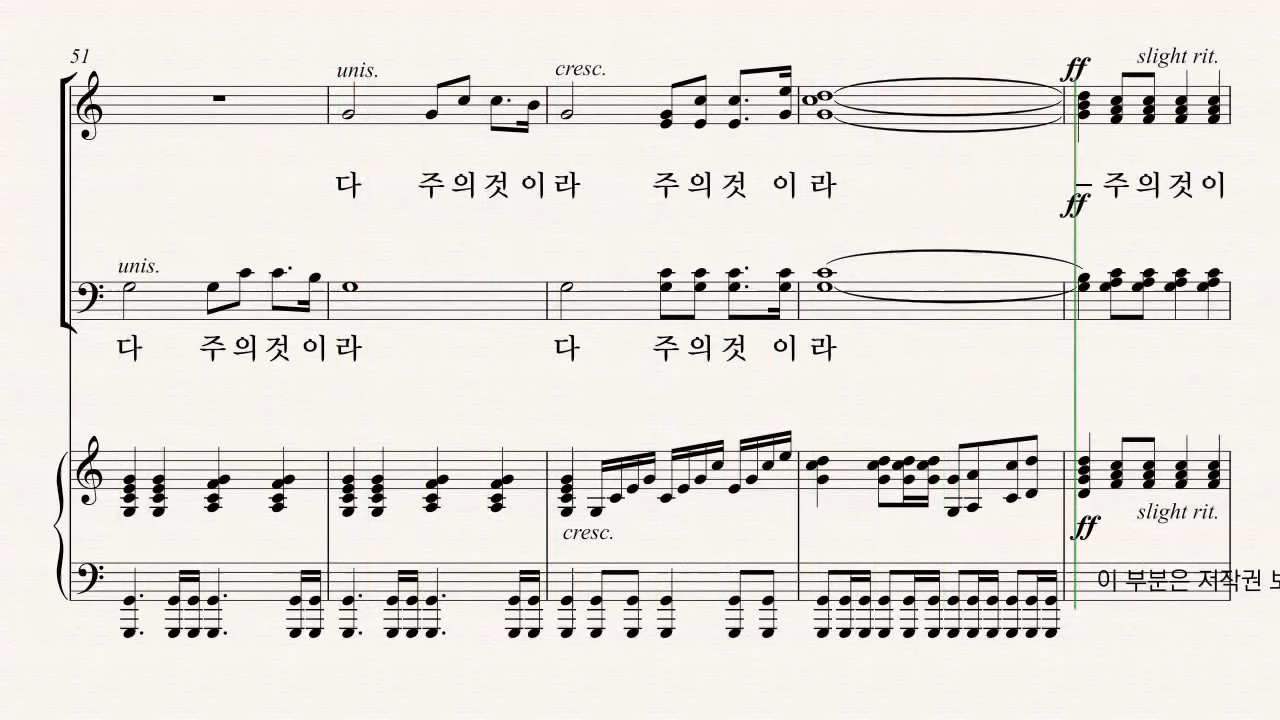 51
unis.
cresc.
ff
slight rit.
다 주의것이라 주의것 이 라 – 주의것이
ff
unis.
다 주의것이라 다 주의것 이 라
cresc.
slight rit.
ff
이 부분은 저작권 보